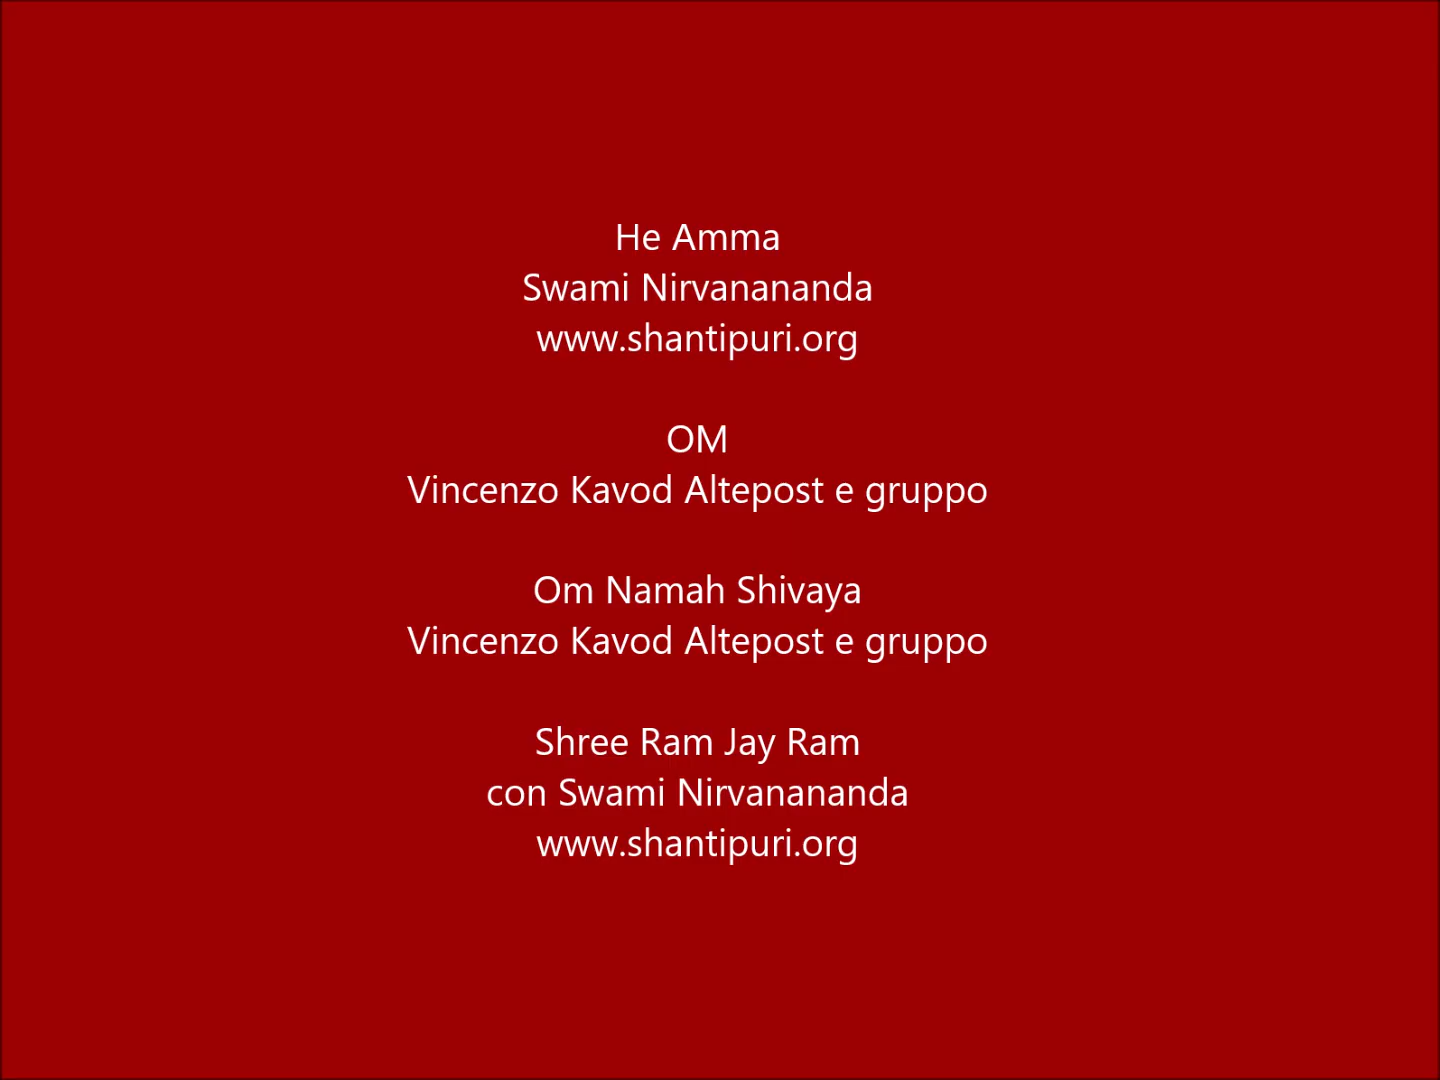 He Amma
Swami Nirvanananda
www.shantipuri.org
OM
Vincenzo Kavod Altepost e gruppo
Om Namah Shivaya
Vincenzo Kavod Altepost e gruppo
Shree Ram Jay Ram
con Swami Nirvanananda
www.shantipuri.org